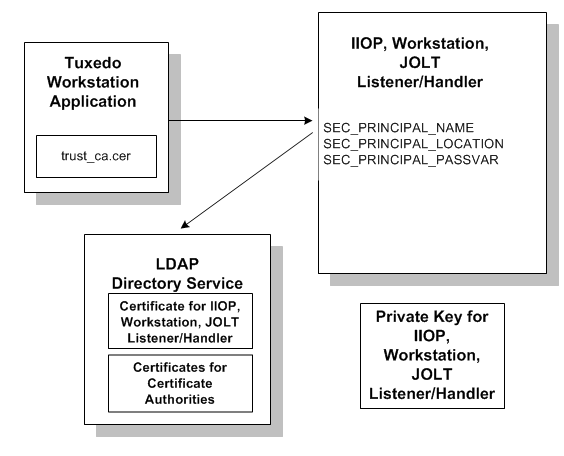 Tuxedo
Workstation
Application
trust_ca.cer
IIOP, Workstation,
JOLT
Listener/Handler
SEC_PRINCIPAL_NAME
SEC_PRINCIPAL_LOCATION
SEC_PRINCIPAL_PASSVAR
LDAP
Directory Service
Certificate for IIOP,
Workstation, JOLT
Listener/Handler
Certificates for
Certificate
Authorities
Private Key for
IIOP,
Workstation,
JOLT
Listener/Handler